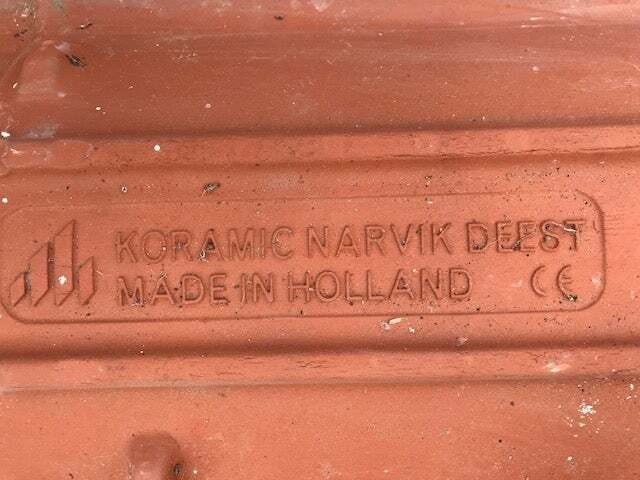 KORAMIC NARVIK DEEST
MADE IN HOLLAND CE